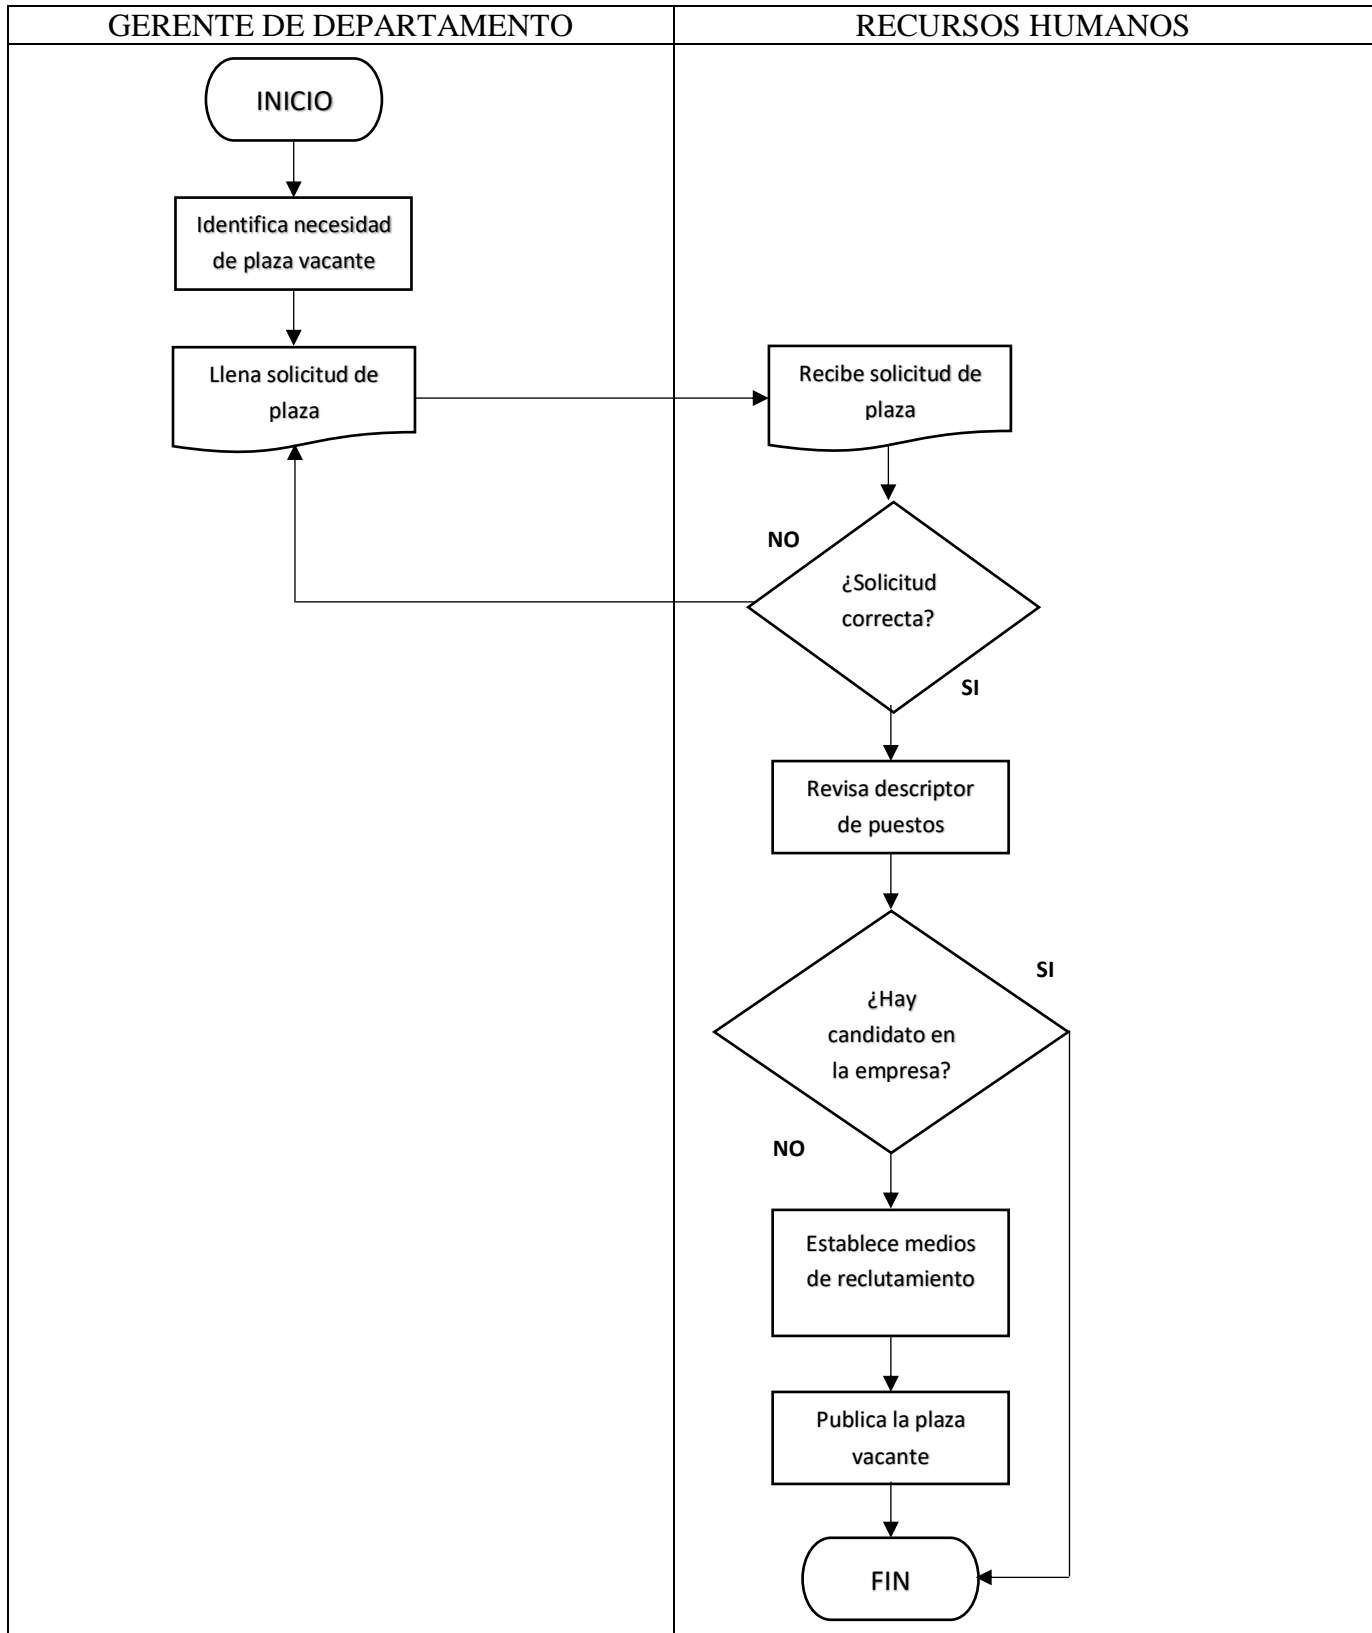 GERENTE DE DEPARTAMENTO
RECURSOS HUMANOS
INICIO
Identifica necesidad
de plaza vacante
Llena solicitud de
plaza
Recibe solicitud de
plaza
NO
¿Solicitud
correcta?
SI
Revisa descriptor
de puestos
SI
¿Hay
candidato en
la empresa?
NO
Establece medios
de reclutamiento
Publica la plaza
vacante
FIN